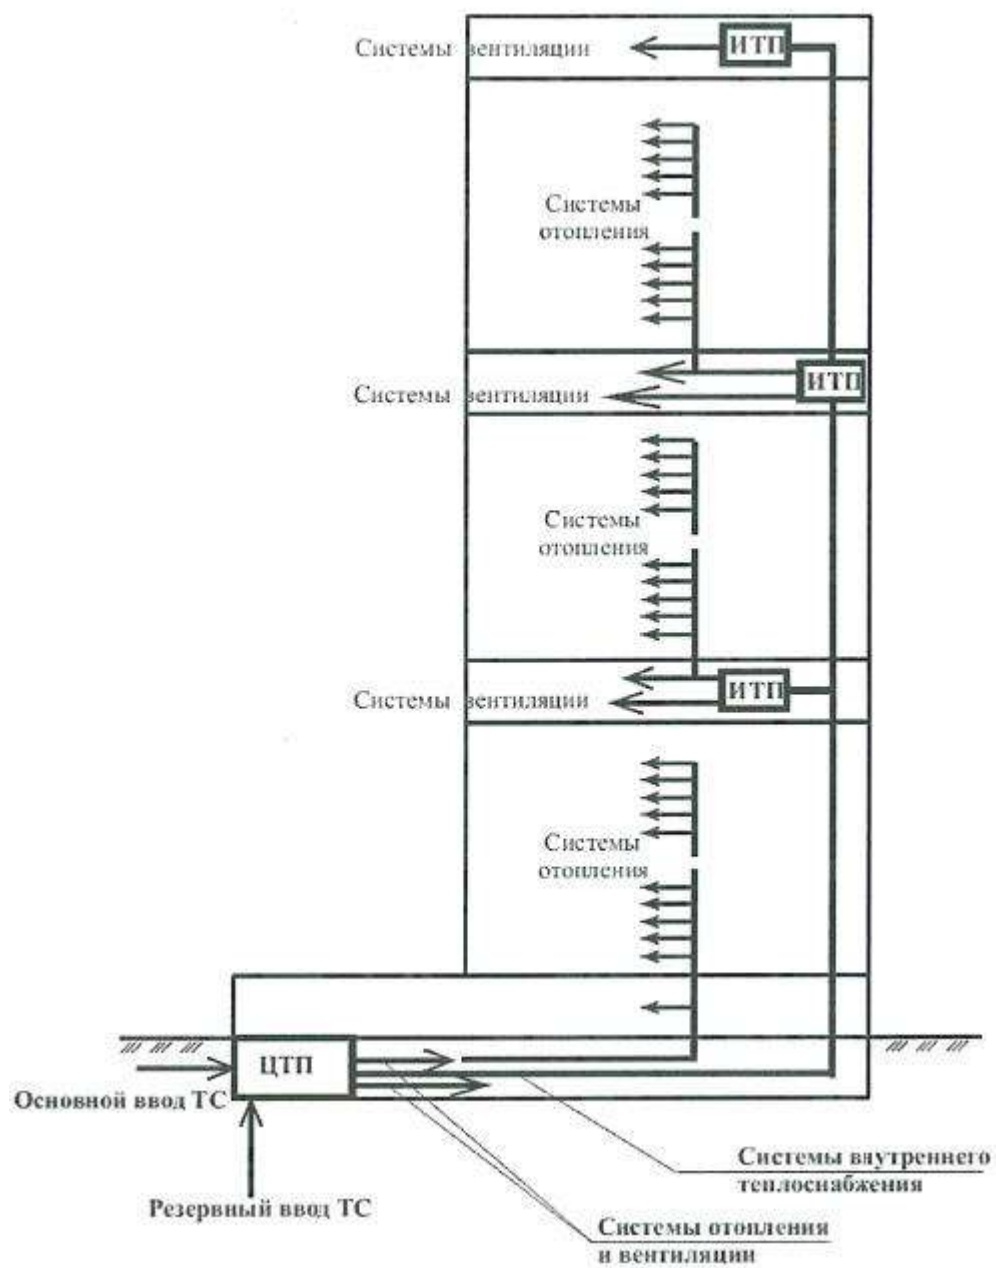 Системы вентиляции
ИТП
Системы
отопления
ИТП
Системы вентиляции
Системы
отопления
ИТП
Системы вентиляции
Системы
отопления
ЦТП
Основной ввод ТС
Системы внутреннего
теплоснабжения
Резервный ввод ТС
Системы отопления
и вентиляции